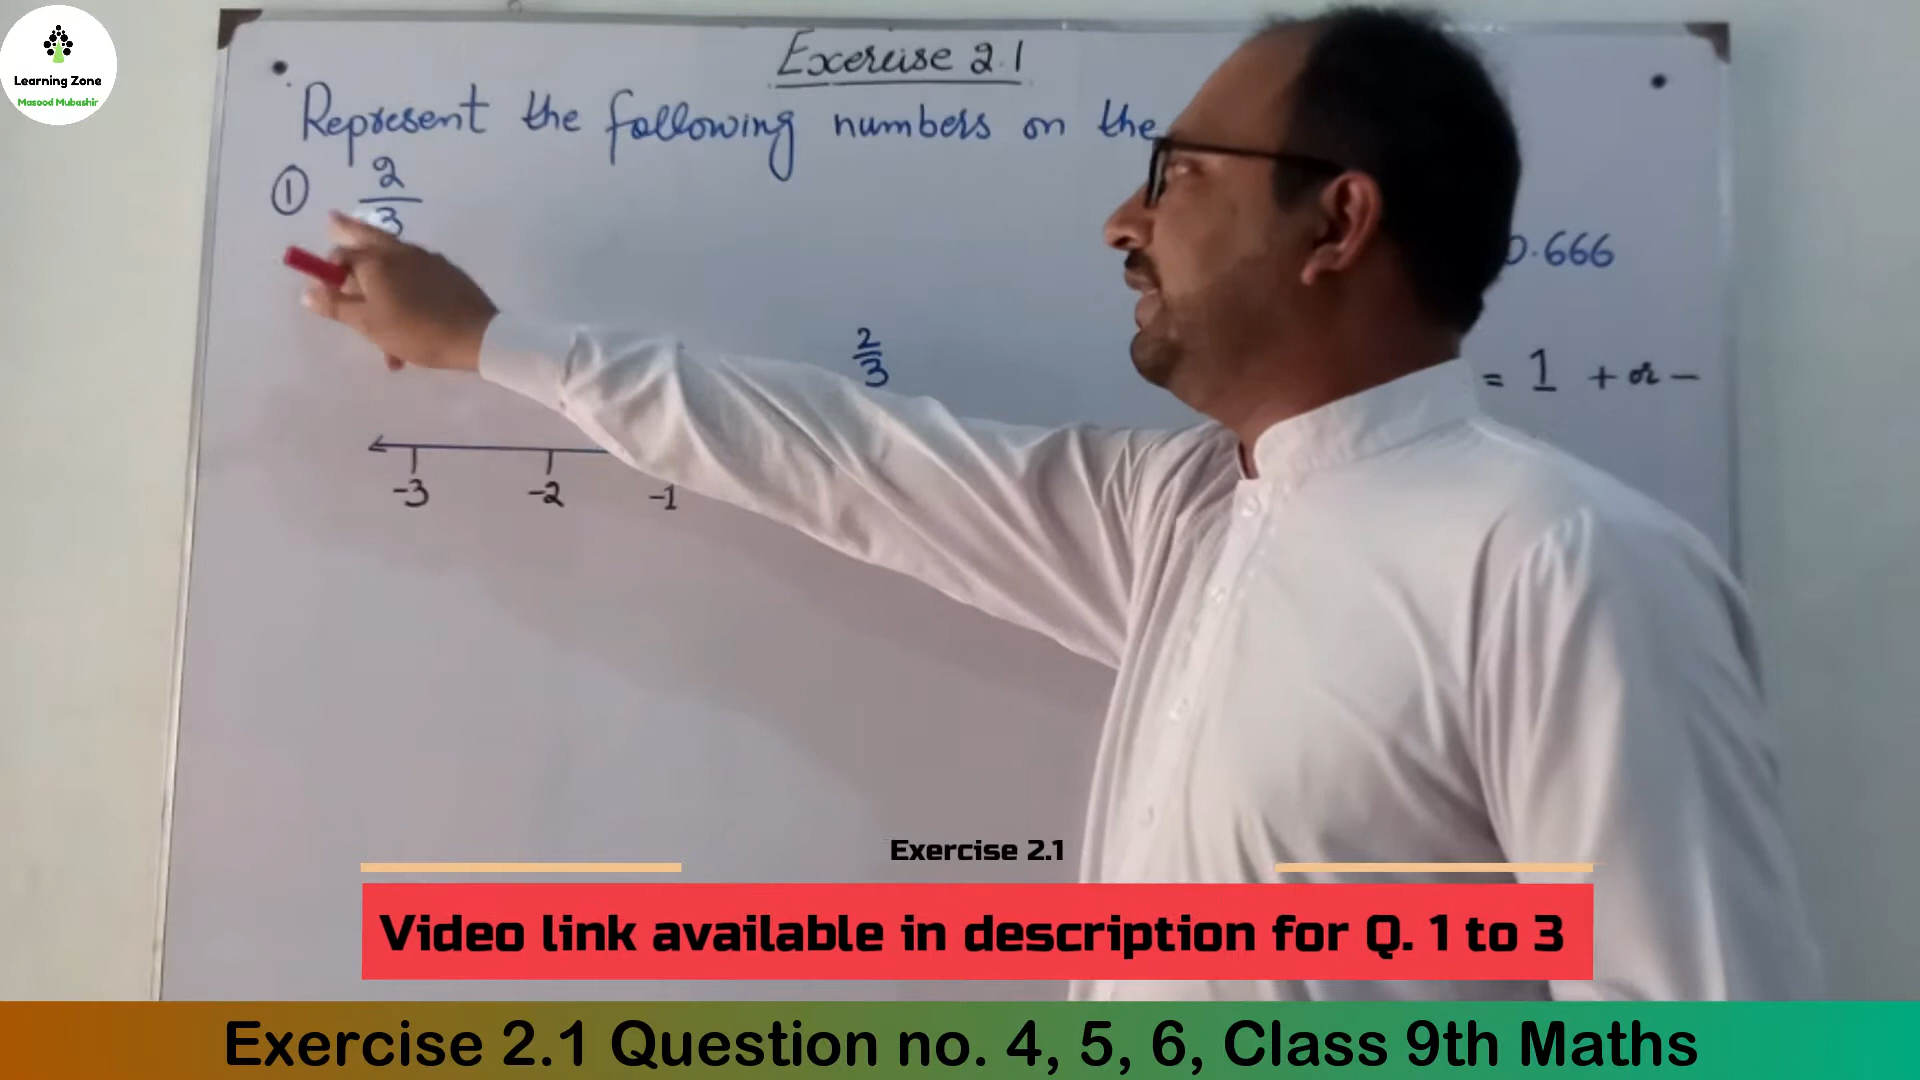 Learning Zone
Masood Mubashir
Excercise 2.1
Represent the following numbers on the
① 2/3
0.666
2/3
= 1 + or -
-3 -2 -1
Exercise 2.1
Video link available in description for Q. 1 to 3
Exercise 2.1 Question no. 4, 5, 6, Class 9th Maths